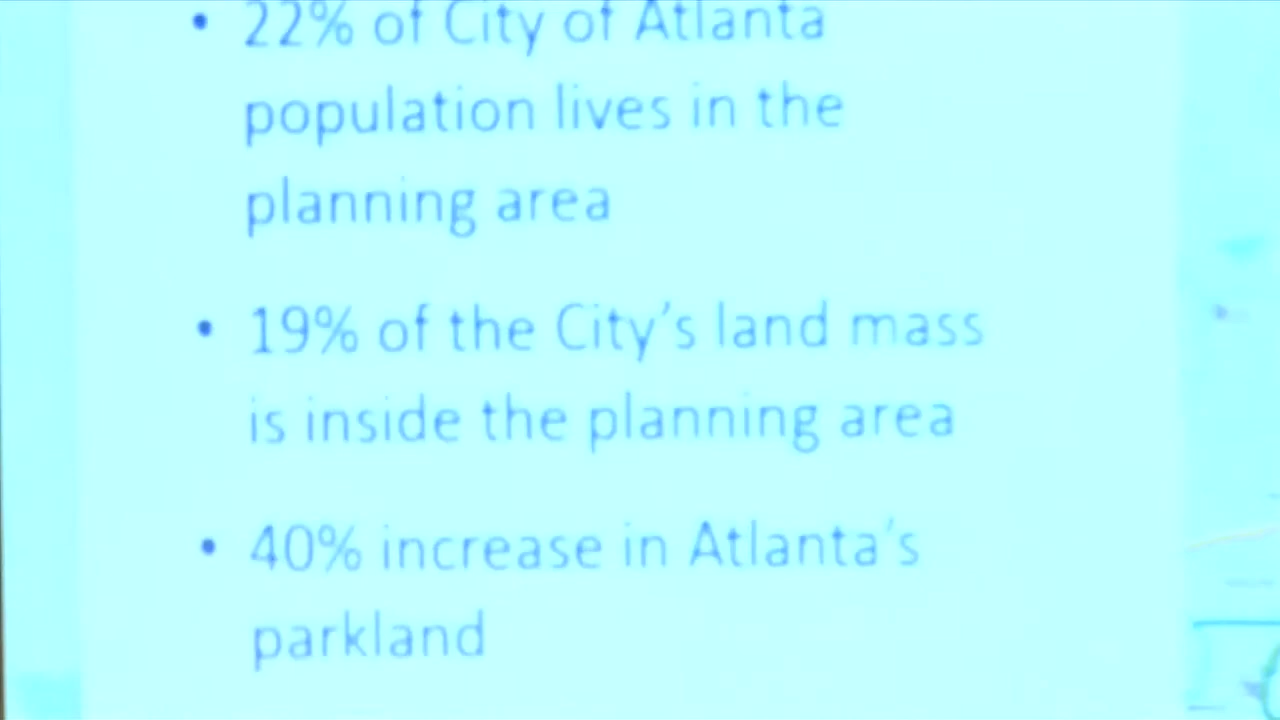 • 22% of City of Atlanta
population lives in the
planning area
• 19% of the City's land mass
is inside the planning area
• 40% increase in Atlanta's
parkland